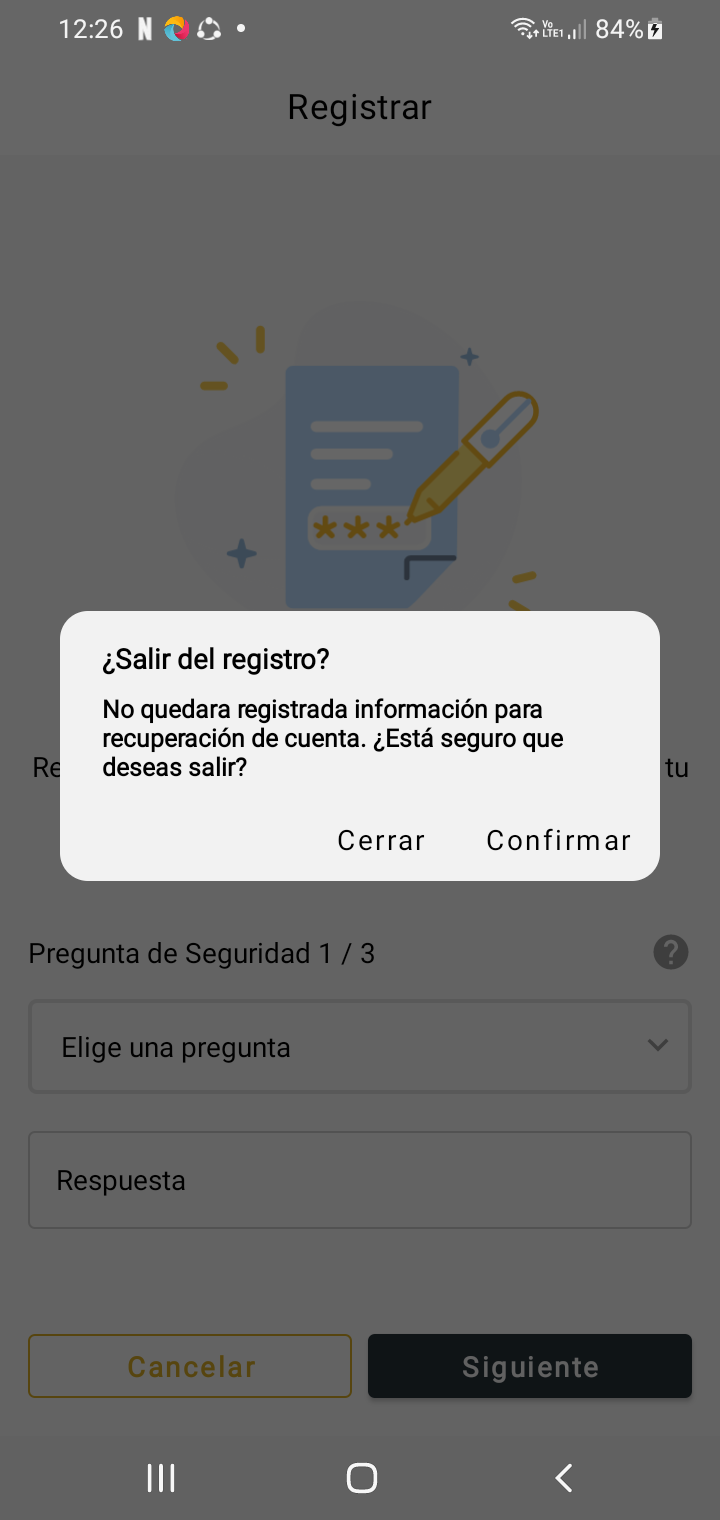 12:26 N Vo LTE1 84%
Registrar
***
¿Salir del registro?
No quedara registrada información para
recuperación de cuenta. ¿Está seguro que
deseas salir?
Re tu
Cerrar Confirmar
Pregunta de Seguridad 1 / 3 ?
Elige una pregunta
Respuesta
Cancelar Siguiente